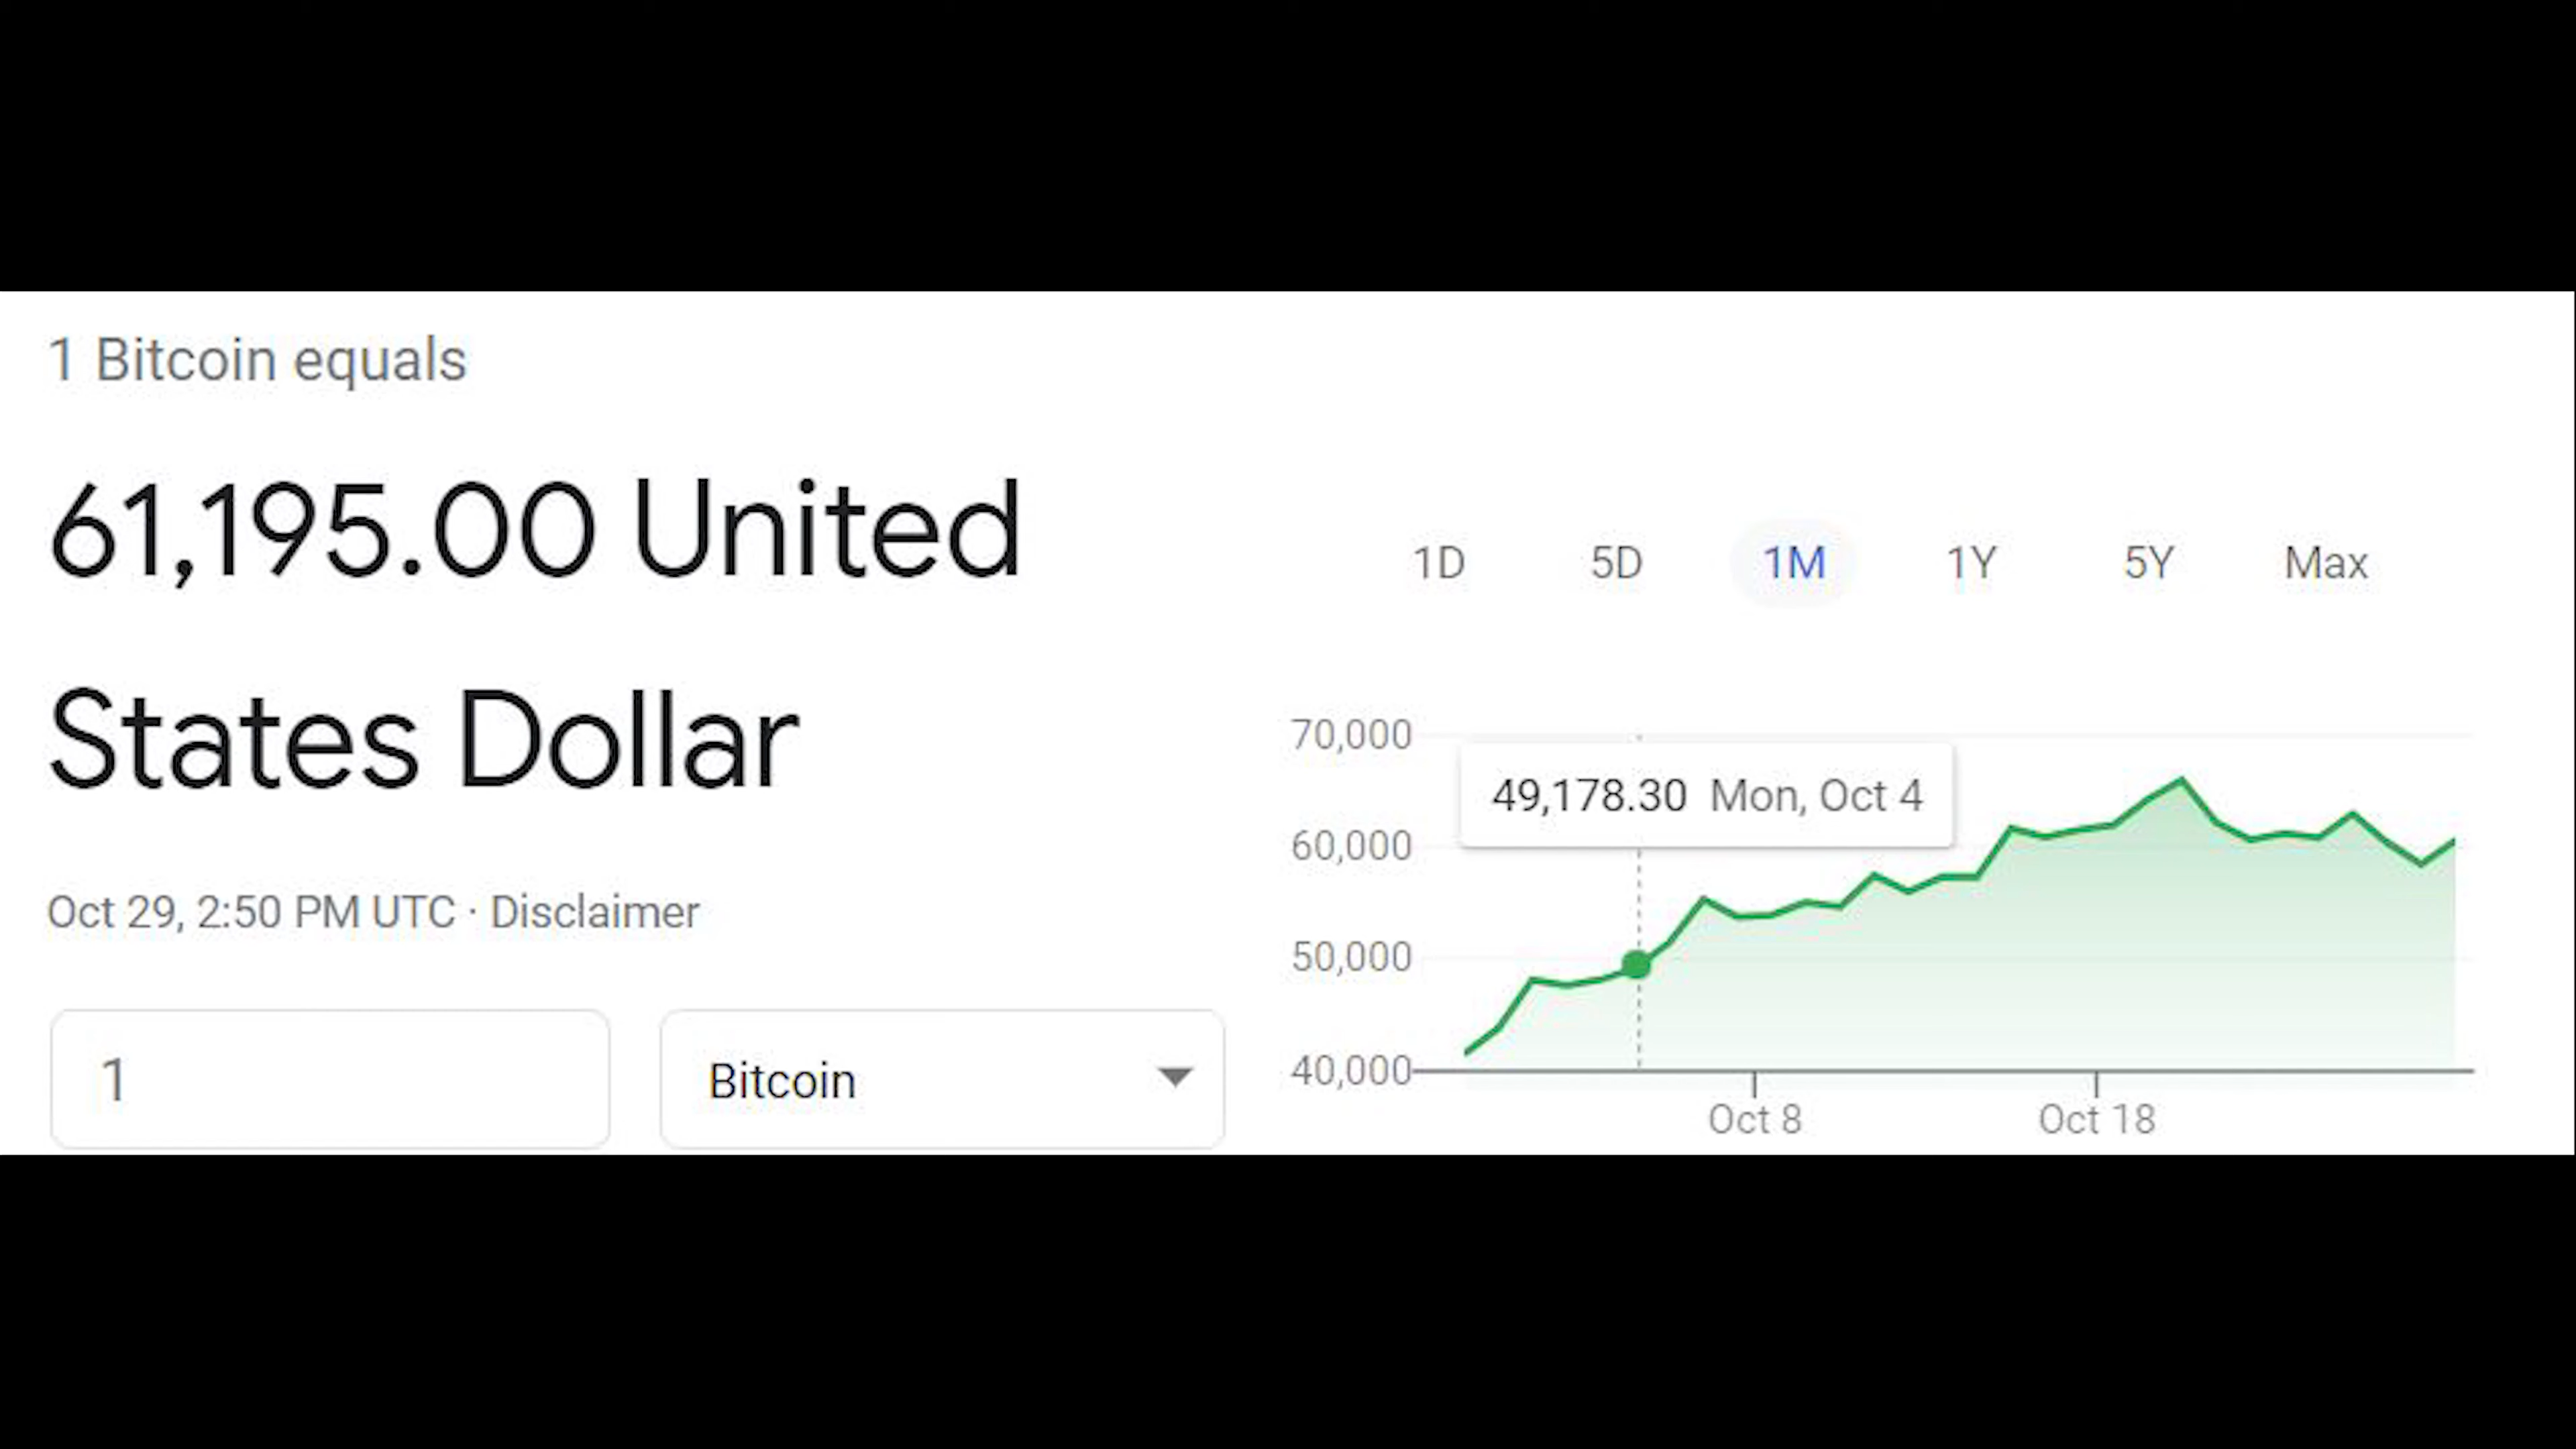 1 Bitcoin equals
61,195.00 United
States Dollar
Oct 29, 2:50 PM UTC · Disclaimer
1
Bitcoin
1D 5D 1M 1Y 5Y Max
70,000
49,178.30 Mon, Oct 4
60,000
50,000
40,000
Oct 8 Oct 18